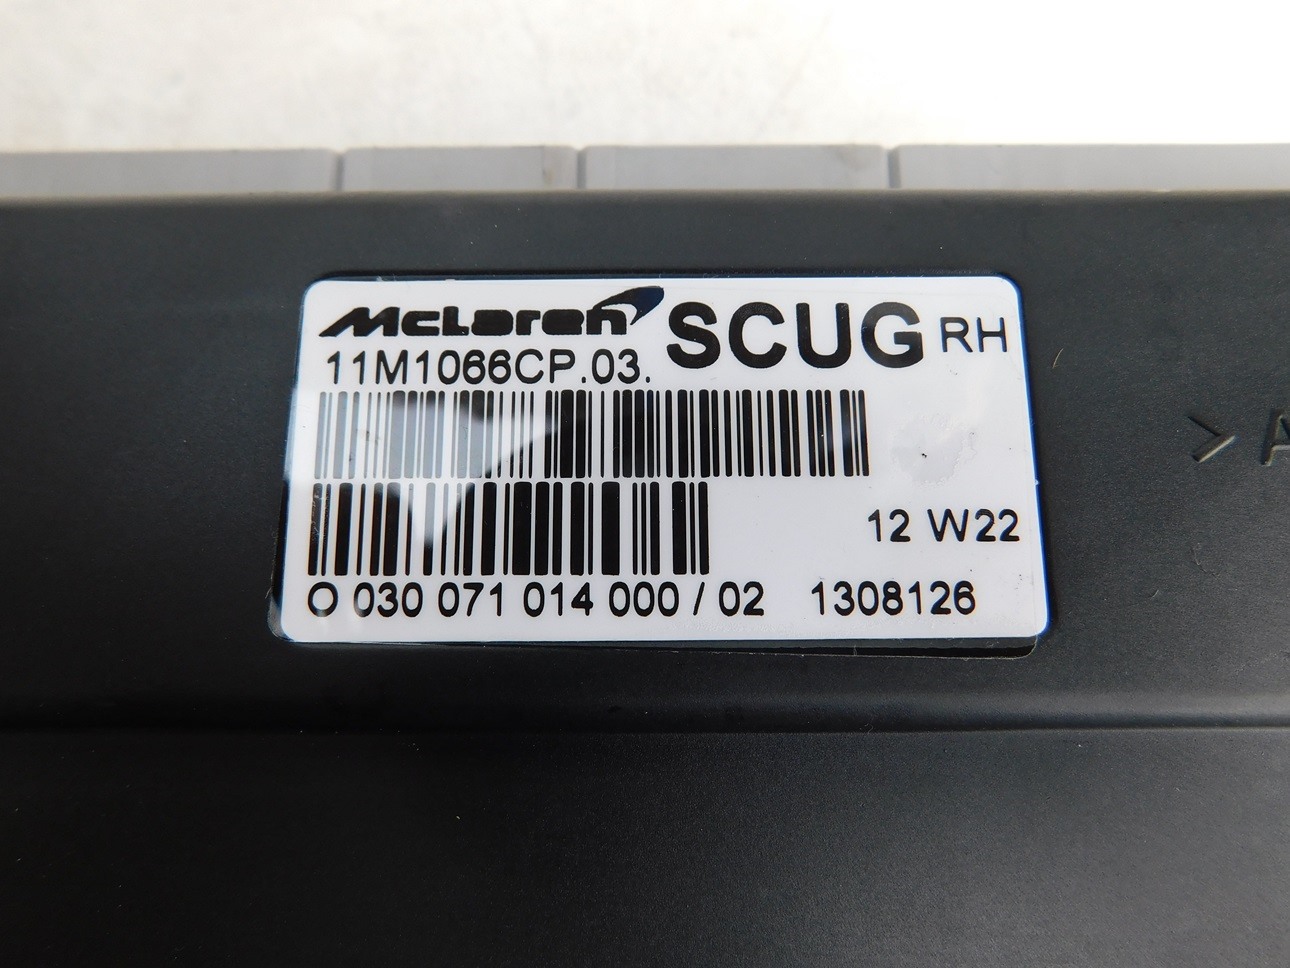 McLaren SCUG RH
11M1066CP.03.
12 W22
O 030 071 014 000 / 02 1308126
>